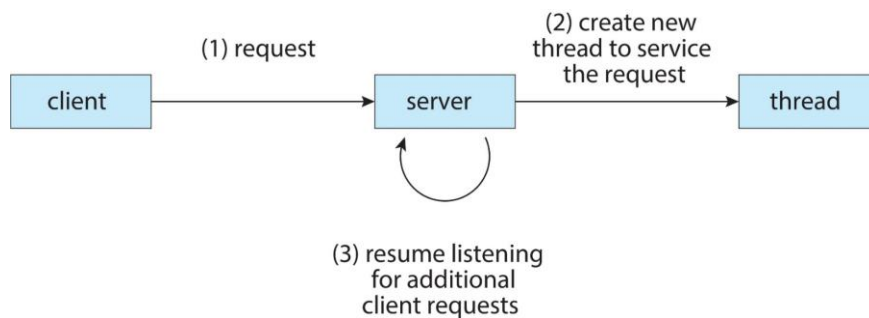 (1) request
(2) create new
thread to service
the request
client
server
thread
(3) resume listening
for additional
client requests